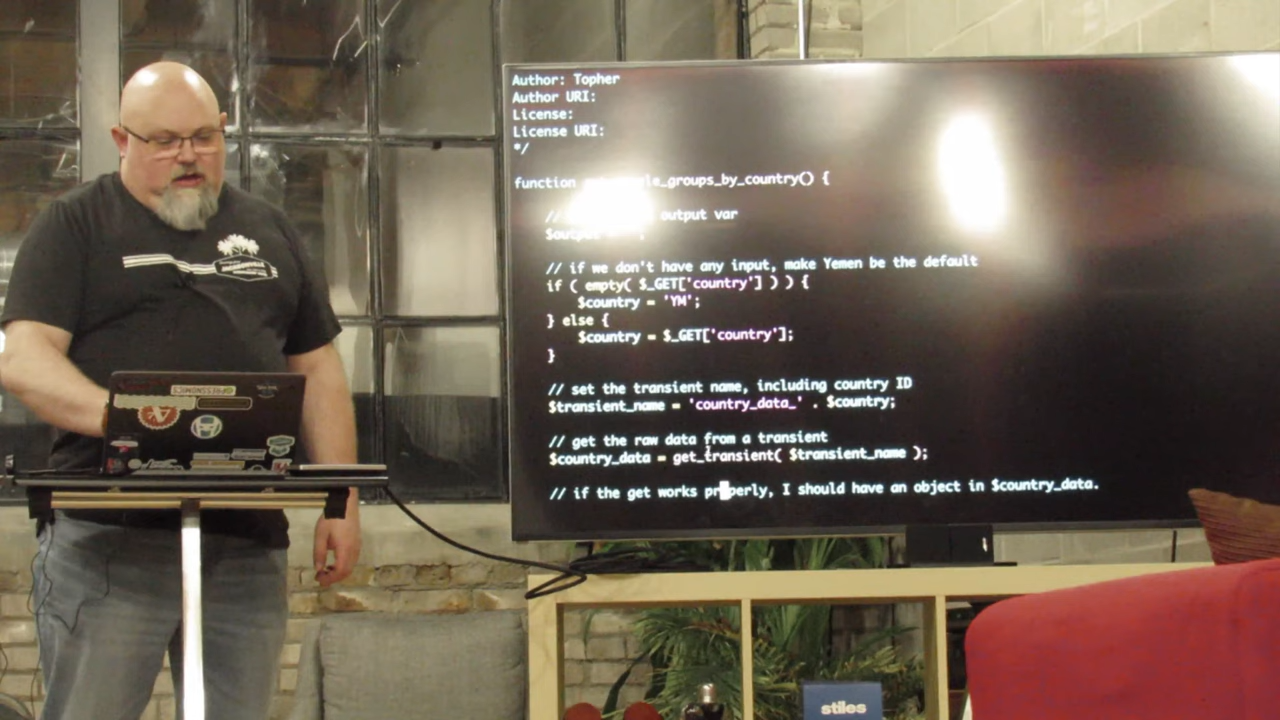 Author: Topher
Author URI:
License:
License URI:
*/
function le_groups_by_country() {
// output var
// if we don't have any input, make Yemen be the default
if ( empty( $_GET['country'] ) ) {
$country = 'YM';
} else {
$country = $_GET['country'];
}
// set the transient name, including country ID
$transient_name = 'country_data_' . $country;
// get the raw data from a transient
$country_data = get_transient( $transient_name );
// if the get works properly, I should have an object in $country_data.
stiles